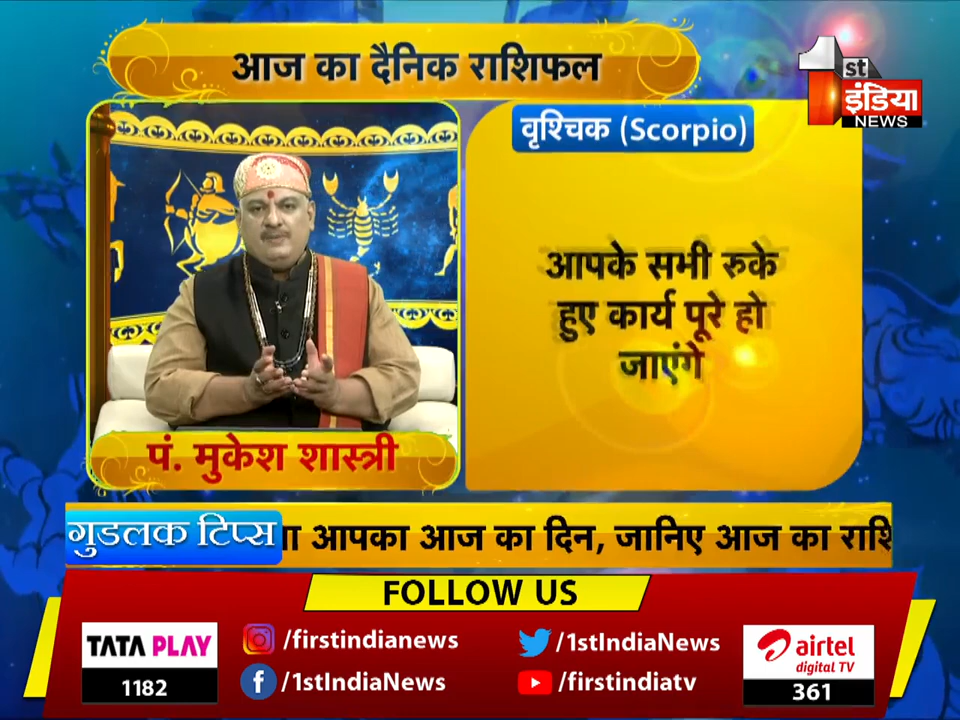 आज का दैनिक राशिफल
1st
इंडिया
NEWS
वृश्चिक (Scorpio)
आपके सभी रुके
हुए कार्य पूरे हो
जाएंगे
पं. मुकेश शास्त्री
गुडलक टिप्स
आपका आज का दिन, जानिए आज का
FOLLOW US
TATA PLAY
1182
/firstindianews
/1stIndiaNews
/1stIndiaNews
/firstindiatv
airtel
digital TV
361